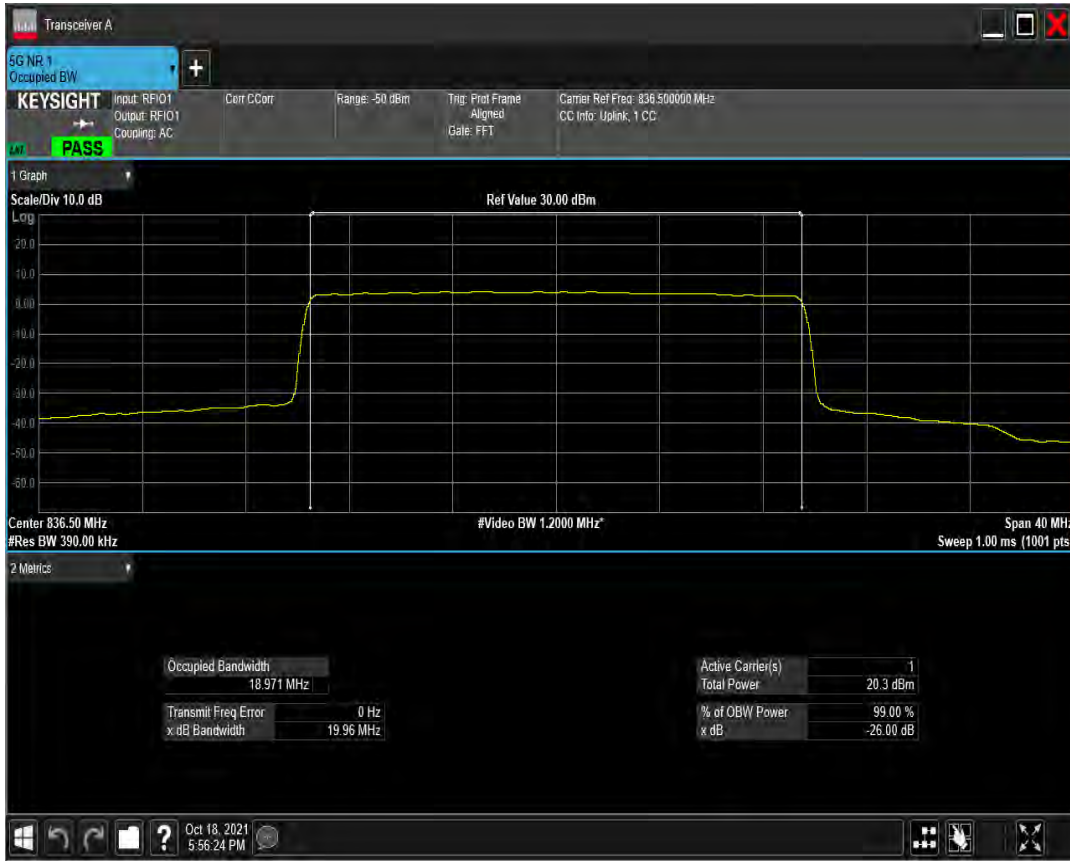 Transceiver A
5G NR 1
Occupied BW
KEYSIGHT
Input: RFIO1
Output: RFIO1
Coupling: AC
Corr CCorr
Range: -50 dBm
Trig: Prot Frame
Aligned
Gate: FFT
Carrier Ref Freq: 836.500000 MHz
CC Info: Uplink, 1 CC
PASS
1 Graph
Scale/Div 10.0 dB
Ref Value 30.00 dBm
Log
20.0
10.0
0.00
-10.0
-20.0
-30.0
-40.0
-50.0
-60.0
Center 836.50 MHz
#Video BW 1.2000 MHz*
Span 40 MHz
#Res BW 390.00 kHz
Sweep 1.00 ms (1001 pts
2 Metrics
Occupied Bandwidth
18.971 MHz
Transmit Freq Error 0 Hz
x dB Bandwidth 19.96 MHz
Active Carrier(s) 1
Total Power 20.3 dBm
% of OBW Power 99.00 %
x dB -26.00 dB
?
Oct 18, 2021
5:56:24 PM